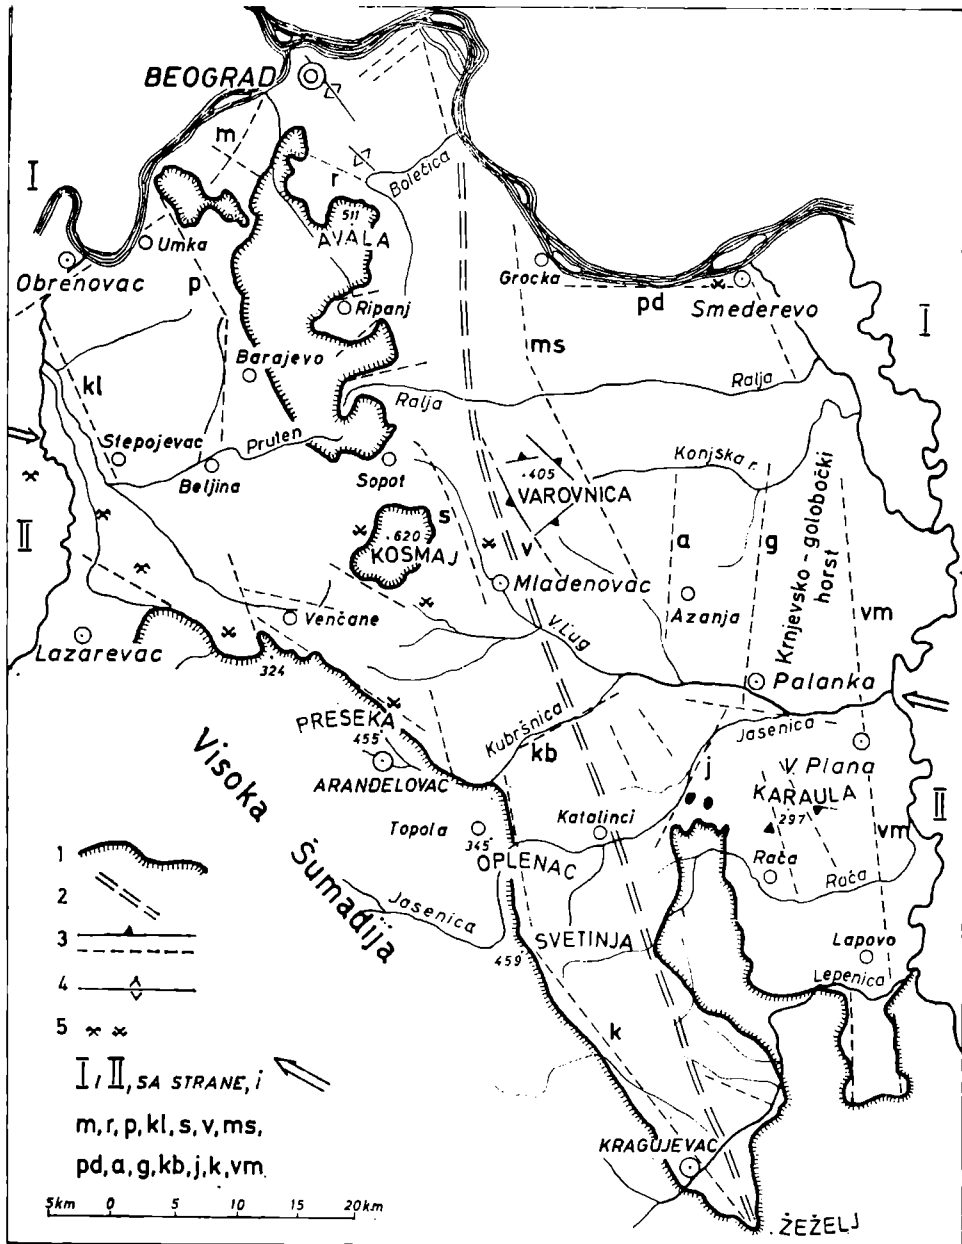 BEOGRAD
m
I
r
Bolečica
511
AVALA
Umka
Obrenovac
p
Ripanj
Grocka
pd
Smederevo
I
ms
Barajevo
kl
Ralja
Ralja
Stepojevac
Pruten
Beljina
Sopot
Konjska r.
405
VAROVNICA
II
s
620
KOSMAJ
v
a
g
Krnjevsko-golobočki
horst
Mladenovac
Azanja
vm
Venčane
V.Lug
Lazarevac
324
Palanka
PRESEKA
455
Kubršnica
kb
Jasenica
j
V. Plana
KARAULA
297
II
vm
ARANĐELOVAC
Visoka
Šumadija
Topola
345
OPLENAC
Katalinci
Rača
Rača
Jasenica
SVETINJA
459
Lapovo
Lepenica
k
KRAGUJEVAC
ŽEŽELJ
1
2
3
4
5
I, II, SA STRANE, i
m, r, p, kl, s, v, ms,
pd, a, g, kb, j, k, vm
5km 0 5 10 15 20km